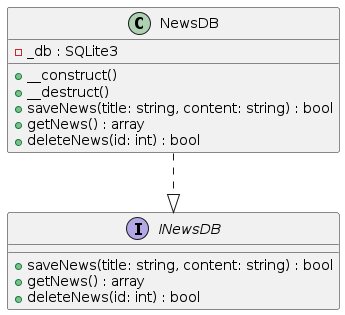 C NewsDB
_db : SQLite3
__construct()
__destruct()
saveNews(title: string, content: string) : bool
getNews() : array
deleteNews(id: int) : bool
I INewsDB
saveNews(title: string, content: string) : bool
getNews() : array
deleteNews(id: int) : bool